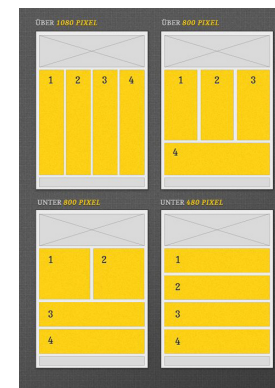 ÜBER 1080 PIXEL
1 2 3 4
ÜBER 800 PIXEL
1 2 3
4
UNTER 800 PIXEL
1 2
3
4
UNTER 480 PIXEL
1
2
3
4